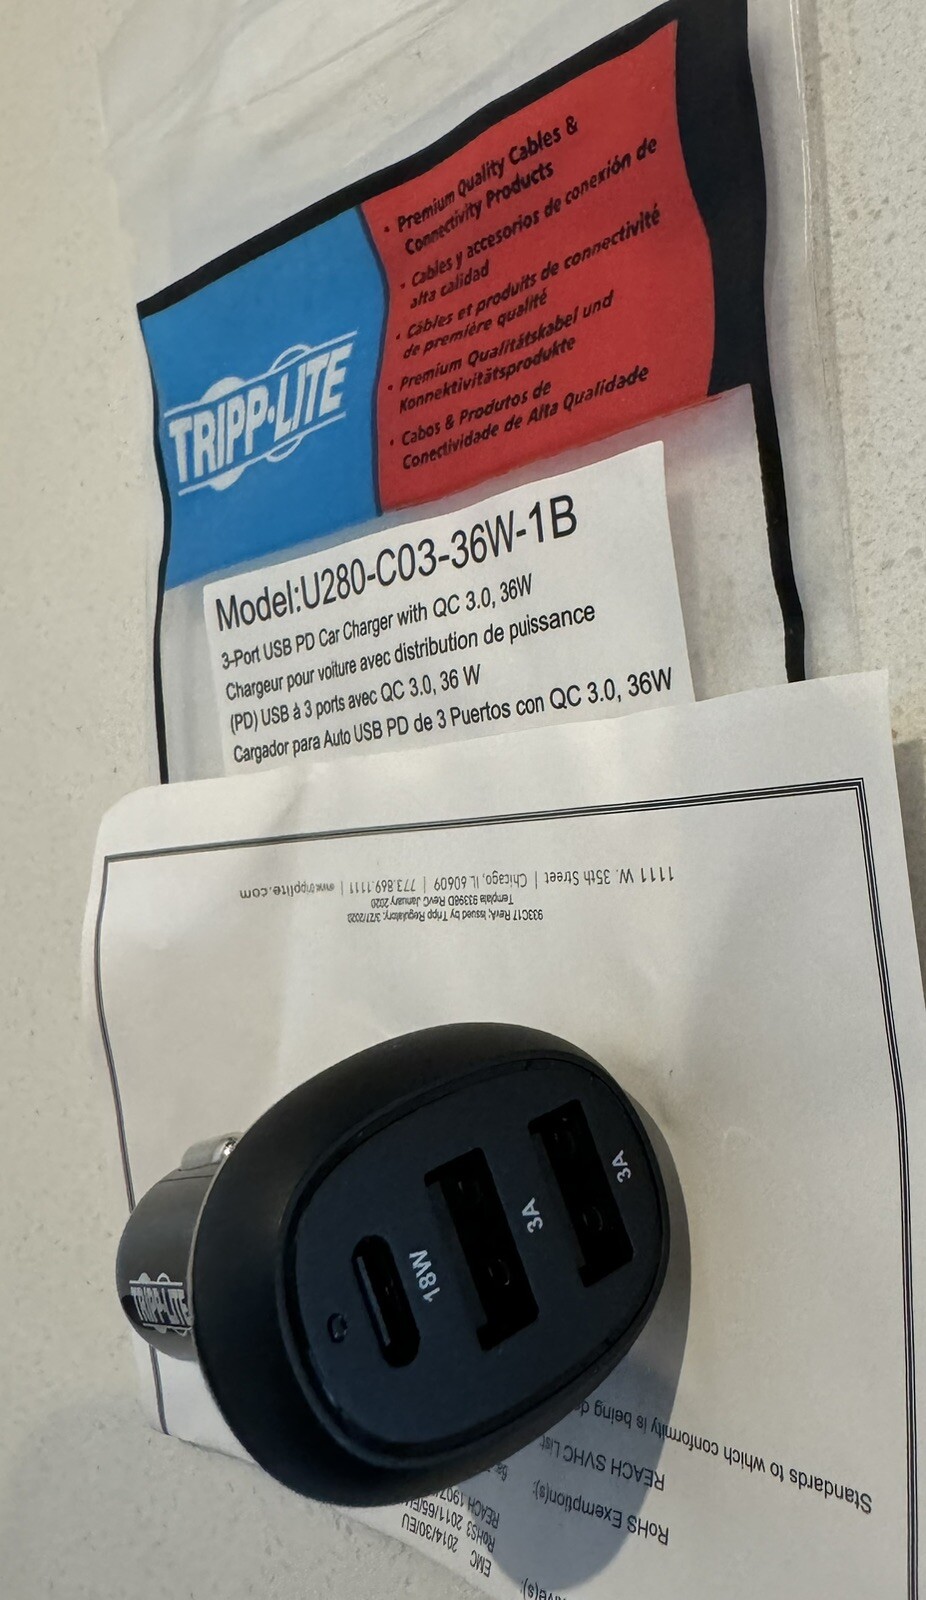 TRIPP·LITE
• Premium Quality Cables &
Connectivity Products
• Cables y accesorios de conexión de
alta calidad
• Câbles et produits de connectivité
de première qualité
• Premium Qualitätskabel und
Konnektivitätsprodukte
• Cabos & Produtos de
Conectividade de Alta Qualidade
Model:U280-C03-36W-1B
3-Port USB PD Car Charger with QC 3.0, 36W
Chargeur pour voiture avec distribution de puissance
(PD) USB à 3 ports avec QC 3.0, 36 W
Cargador para Auto USB PD de 3 Puertos con QC 3.0, 36W
TRIPP·LITE
18W
3A
3A
EMC 2014/30/EU
RoHS3 2011/65/EU
REACH 1907/
RoHS Exemption(s):
REACH SVHC List
Standards to which conformity is being
933C17 RevA; Issued by Tripp Regulatory; 3/27/2020
Template 93398D RevC January 2020
1111 W. 35th Street | Chicago, IL 60609 | 773.869.1111 | www.tripplite.com